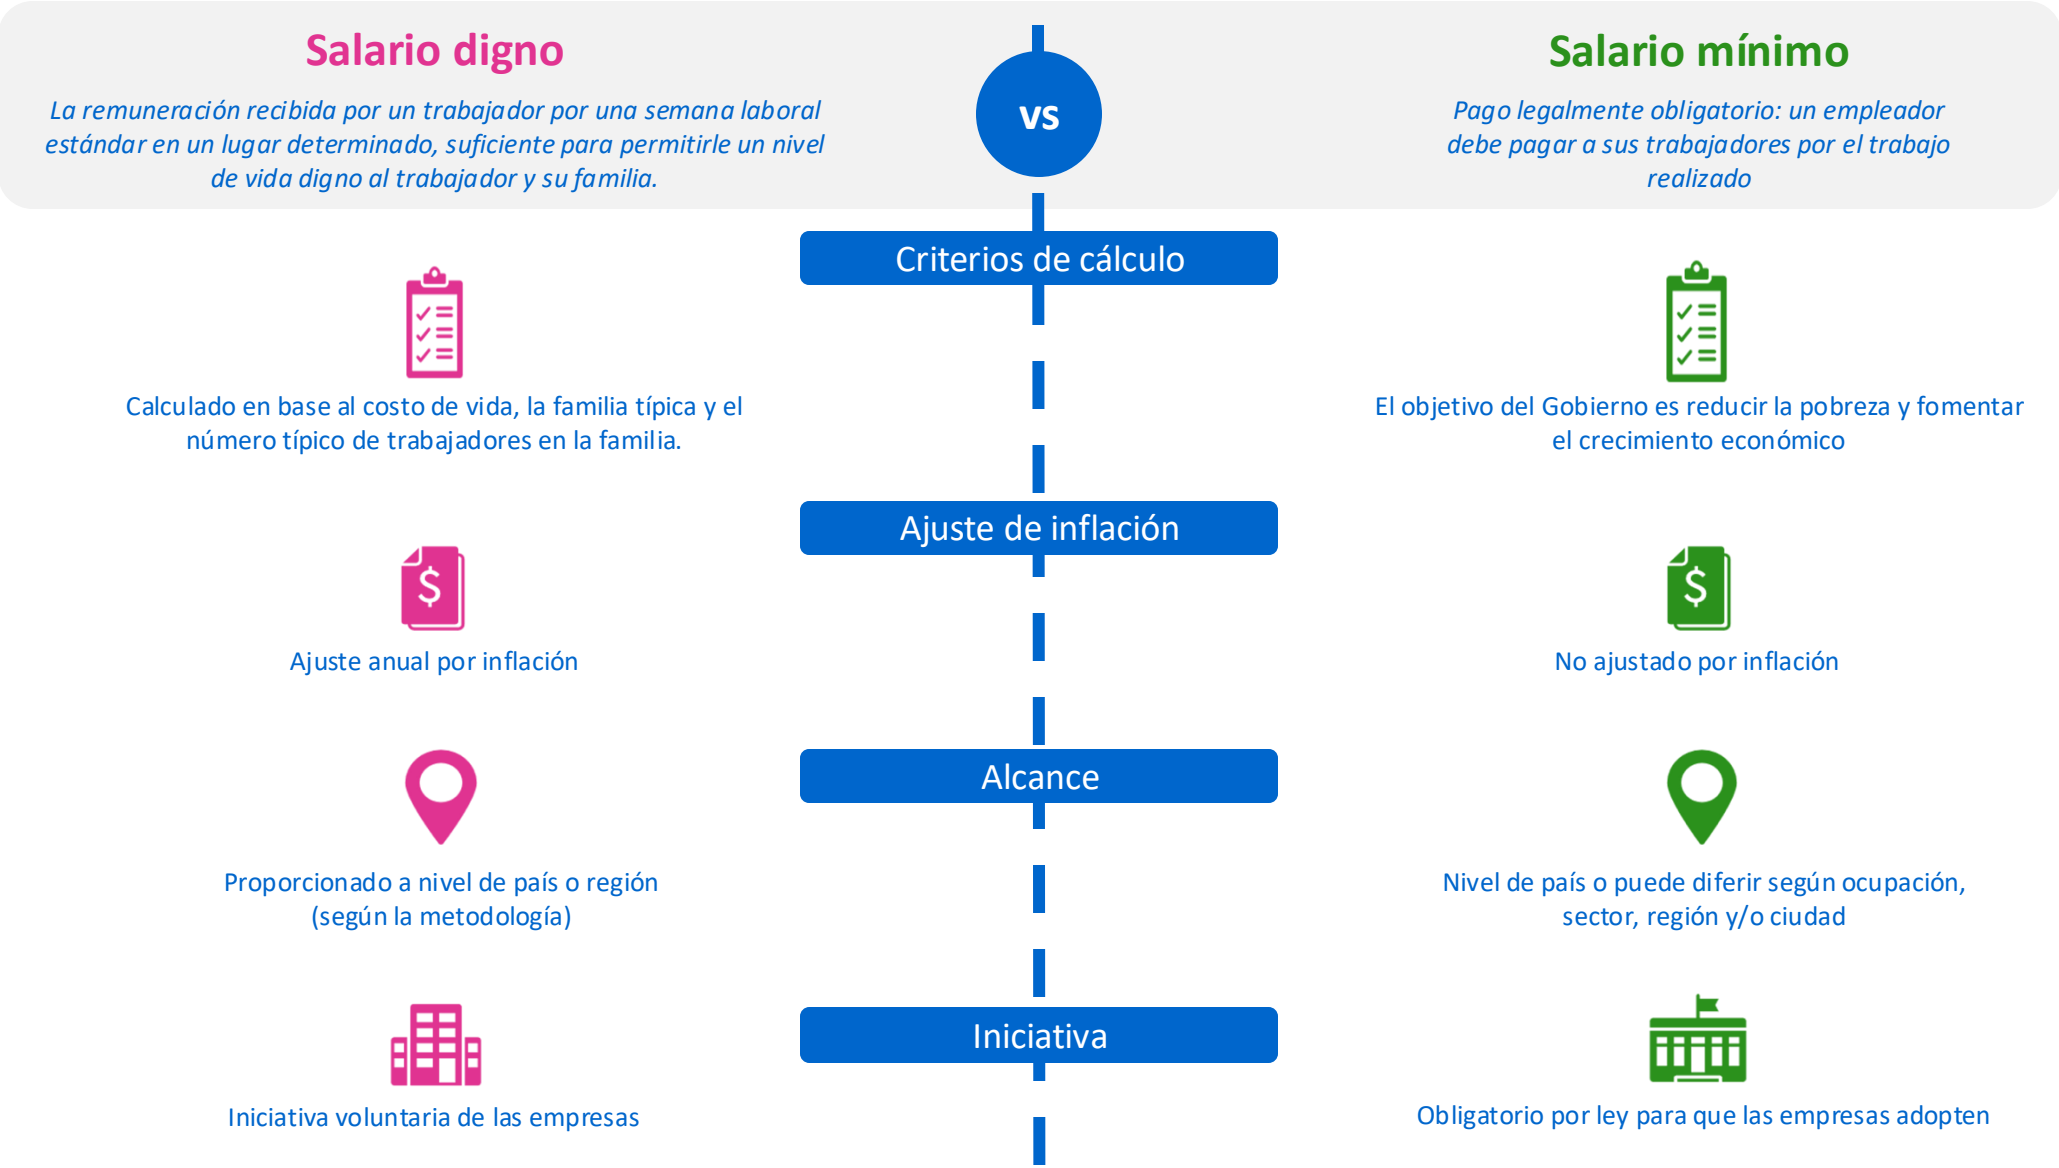 Salario digno
La remuneración recibida por un trabajador por una semana laboral
estándar en un lugar determinado, suficiente para permitirle un nivel
de vida digno al trabajador y su familia.
vs
Salario mínimo
Pago legalmente obligatorio: un empleador
debe pagar a sus trabajadores por el trabajo
realizado
Criterios de cálculo
Calculado en base al costo de vida, la familia típica y el
número típico de trabajadores en la familia.
El objetivo del Gobierno es reducir la pobreza y fomentar
el crecimiento económico
Ajuste de inflación
$
Ajuste anual por inflación
$
No ajustado por inflación
Alcance
Proporcionado a nivel de país o región
(según la metodología)
Nivel de país o puede diferir según ocupación,
sector, región y/o ciudad
Iniciativa
Iniciativa voluntaria de las empresas
Obligatorio por ley para que las empresas adopten